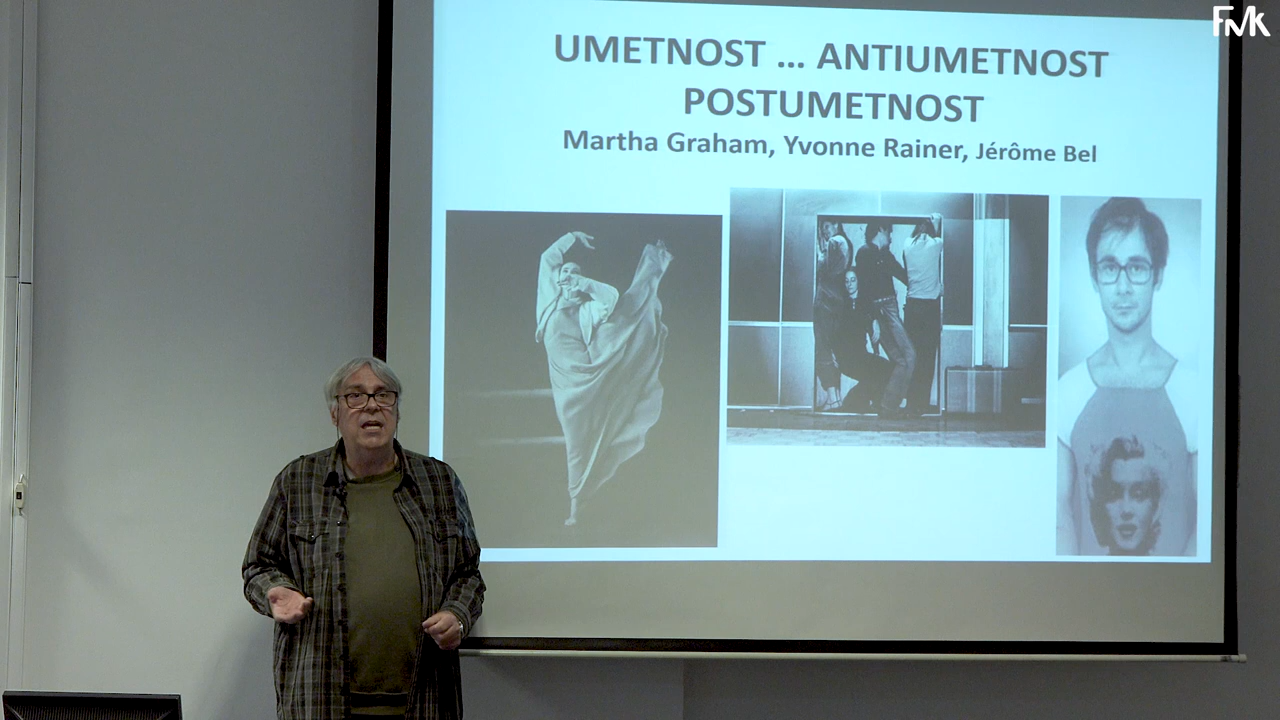 FMK
UMETNOST ... ANTIUMETNOST
POSTUMETNOST
Martha Graham, Yvonne Rainer, Jérôme Bel